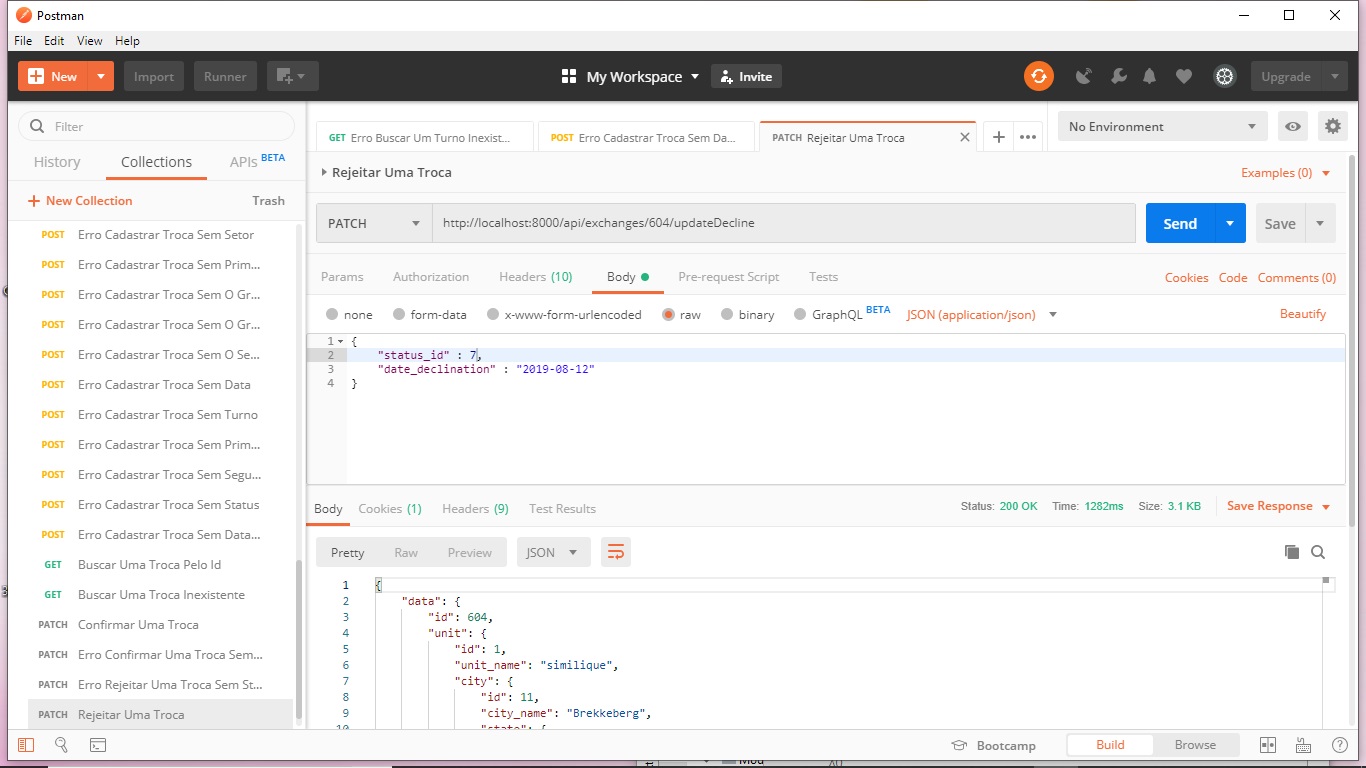 Postman
File Edit View Help
New Import Runner My Workspace Invite Upgrade
Filter
History Collections APIs BETA
New Collection Trash
POST Erro Cadastrar Troca Sem Setor
POST Erro Cadastrar Troca Sem Prim...
POST Erro Cadastrar Troca Sem O Gr...
POST Erro Cadastrar Troca Sem O Gr...
POST Erro Cadastrar Troca Sem O Se...
POST Erro Cadastrar Troca Sem Data
POST Erro Cadastrar Troca Sem Turno
POST Erro Cadastrar Troca Sem Prim...
POST Erro Cadastrar Troca Sem Segu...
POST Erro Cadastrar Troca Sem Status
POST Erro Cadastrar Troca Sem Data...
GET Buscar Uma Troca Pelo Id
GET Buscar Uma Troca Inexistente
PATCH Confirmar Uma Troca
PATCH Erro Confirmar Uma Troca Sem...
PATCH Erro Rejeitar Uma Troca Sem St...
PATCH Rejeitar Uma Troca
GET Erro Buscar Um Turno Inexist... POST Erro Cadastrar Troca Sem Da... PATCH Rejeitar Uma Troca No Environment
Rejeitar Uma Troca Examples (0)
PATCH http://localhost:8000/api/exchanges/604/updateDecline Send Save
Params Authorization Headers (10) Body Pre-request Script Tests Cookies Code Comments (0)
none form-data x-www-form-urlencoded raw binary GraphQL BETA JSON (application/json) Beautify
1 {
2 "status_id" : 7,
3 "date_declination" : "2019-08-12"
4 }
Body Cookies (1) Headers (9) Test Results Status: 200 OK Time: 1282ms Size: 3.1 KB Save Response
Pretty Raw Preview JSON
1 {
2 "data": {
3 "id": 604,
4 "unit": {
5 "id": 1,
6 "unit_name": "similique",
7 "city": {
8 "id": 11,
9 "city_name": "Brekkeberg",
10 "state": {
Bootcamp Build Browse